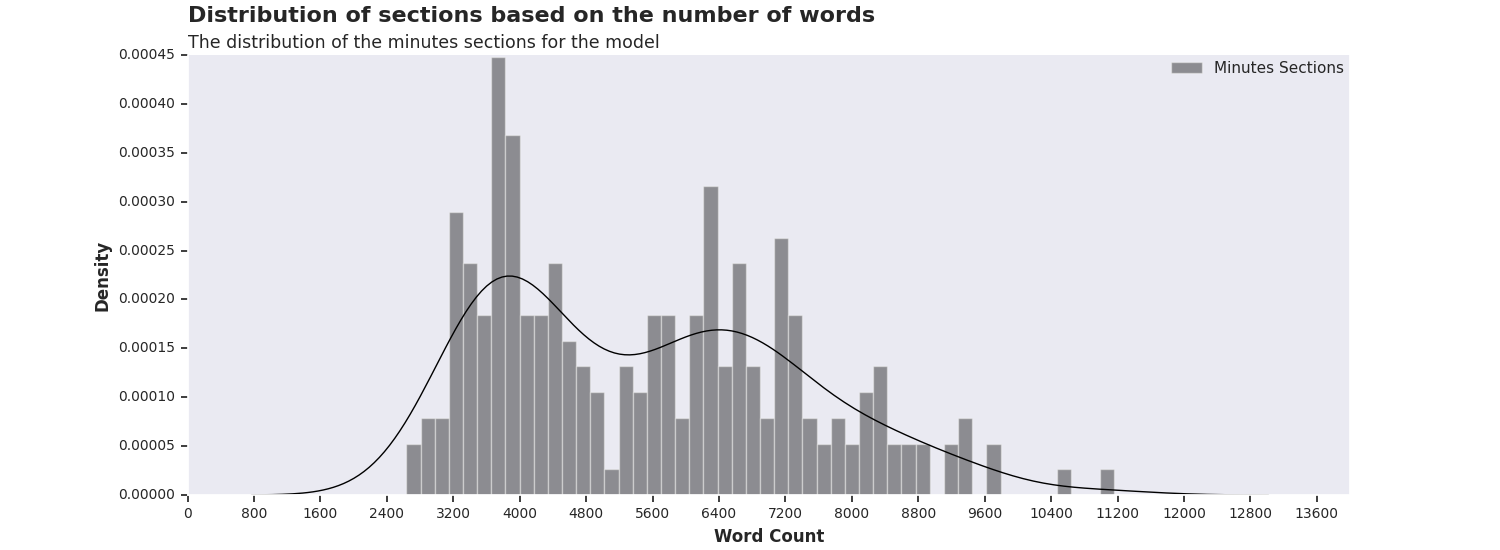 Distribution of sections based on the number of words
The distribution of the minutes sections for the model
Minutes Sections
0.00045
0.00040
0.00035
0.00030
0.00025
0.00020
0.00015
0.00010
0.00005
0.00000
Density
0 800 1600 2400 3200 4000 4800 5600 6400 7200 8000 8800 9600 10400 11200 12000 12800 13600
Word Count